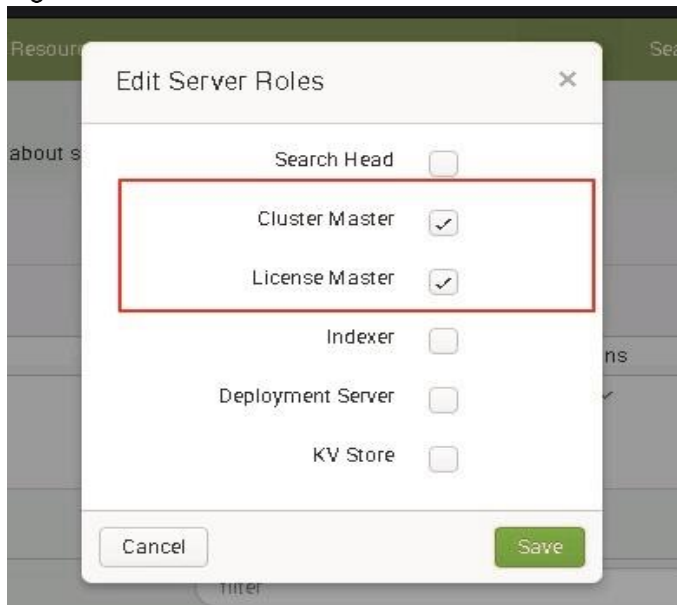 Resour
Sea
Edit Server Roles
×
about s
Search Head
Cluster Master
License Master
Indexer
ns
Deployment Server
KV Store
Cancel
Save
filter